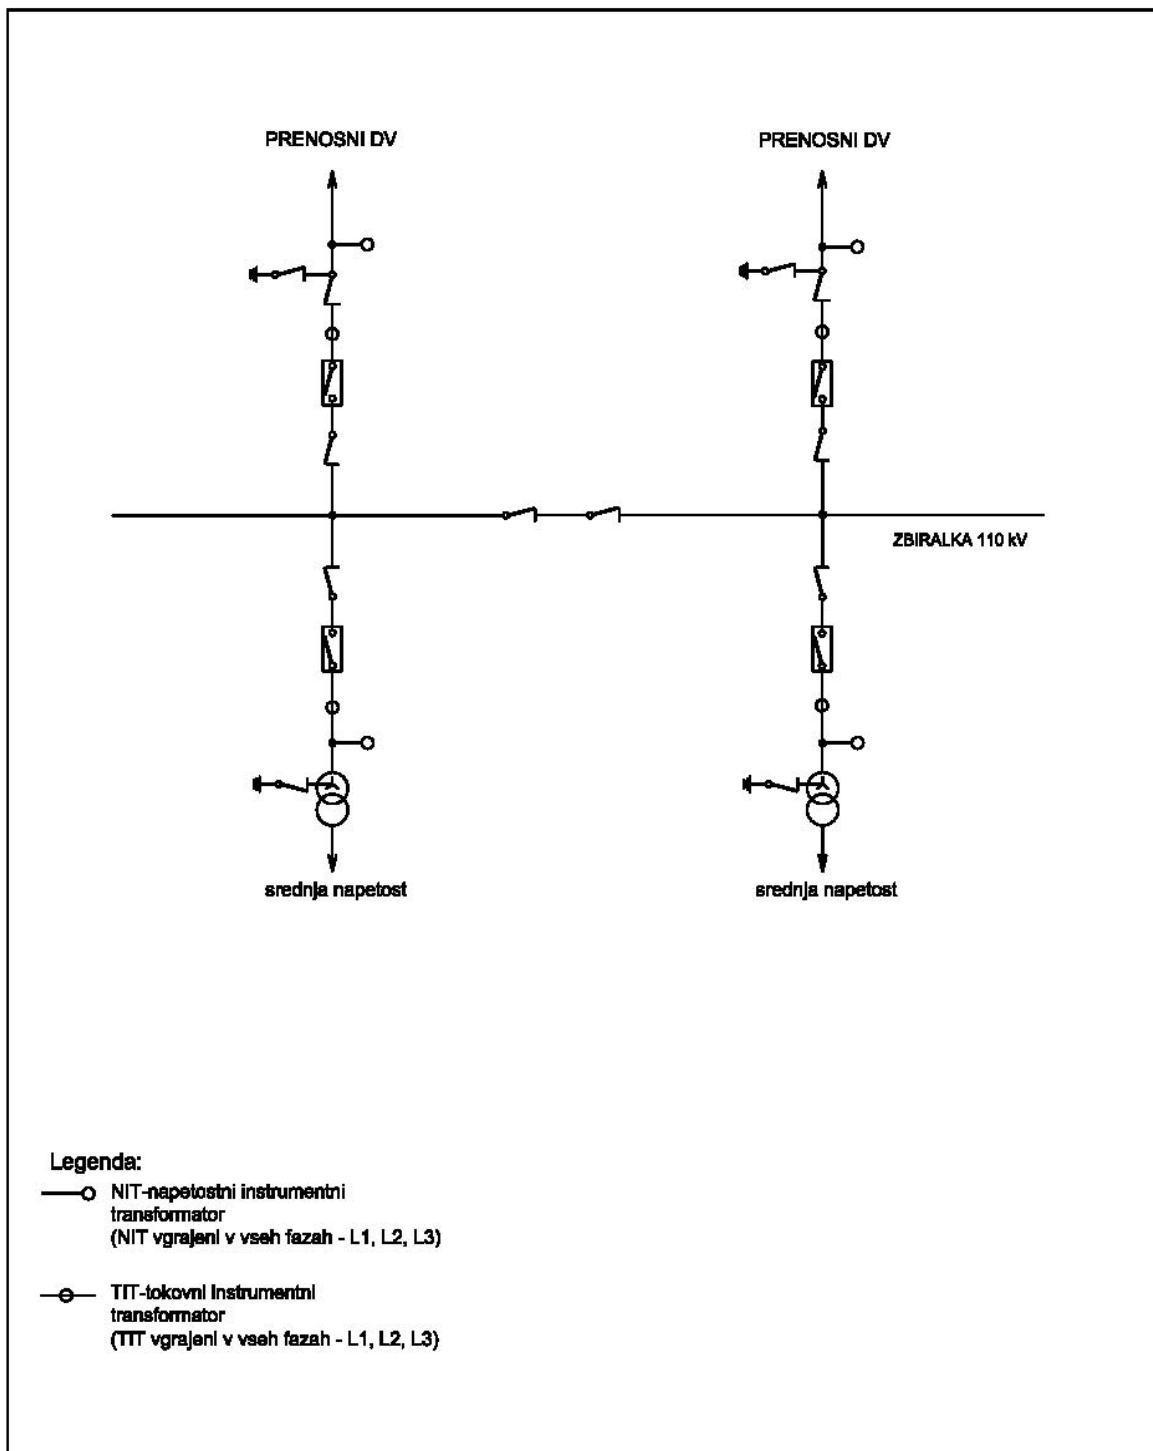 PRENOSNI DV
PRENOSNI DV
ZBIRALKA 110 kV
srednja napetost
srednja napetost
Legenda:
NIT-napetostni instrumentni
transformator
(NIT vgrajeni v vseh fazah - L1, L2, L3)
TIT-tokovni instrumentni
transformator
(TIT vgrajeni v vseh fazah - L1, L2, L3)